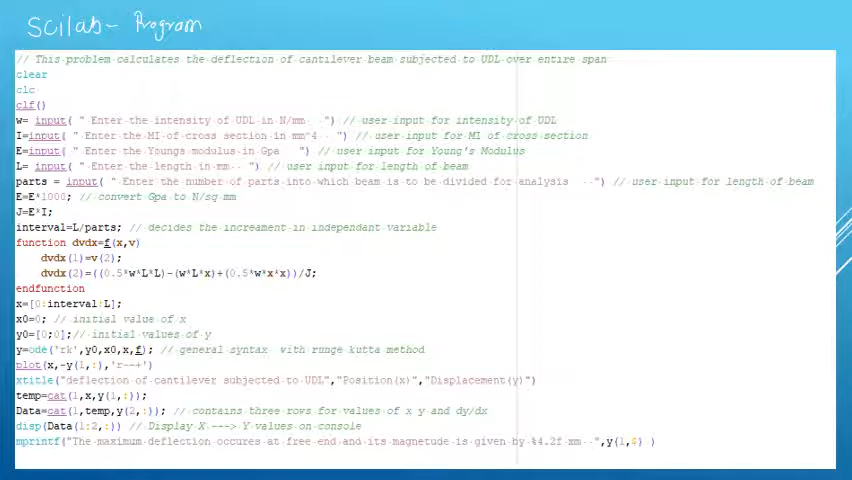 Scilab - Program
// This problem calculates the deflection of cantilever beam subjected to UDL over entire span
clear
clc
clf()
w= input( " Enter the intensity of UDL in N/mm ") // user input for intensity of UDL
I=input( " Enter the MI of cross section in mm^4 ") // user input for MI of cross section
E=input( " Enter the Youngs modulus in Gpa ") // user input for Young's Modulus
L= input( " Enter the length in mm ") // user input for length of beam
parts = input( " Enter the number of parts into which beam is to be divided for analysis ") // user input for length of beam
E=E*1000; // convert Gpa to N/sq mm
J=E*I;
interval=L/parts; // decides the increament in independant variable
function dvdx=f(x,v)
dvdx(1)=v(2);
dvdx(2)=((0.5*w*L*L)-(w*L*x)+(0.5*w*x*x))/J;
endfunction
x=[0:interval:L];
x0=0; // initial value of x
y0=[0;0];// initial values of y
y=ode('rk',y0,x0,x,f); // general syntax with runge kutta method
plot(x,-y(1,:),'r--+')
xtitle("deflection of cantilever subjected to UDL","Position(x)","Displacement(y)")
temp=cat(1,x,y(1,:));
Data=cat(1,temp,y(2,:)); // contains three rows for values of x y and dy/dx
disp(Data(1:2,:)) // Display X ---> Y values on console
mprintf("The maximum deflection occures at free end and its magnetude is given by %4.2f mm ",y(1,$) )